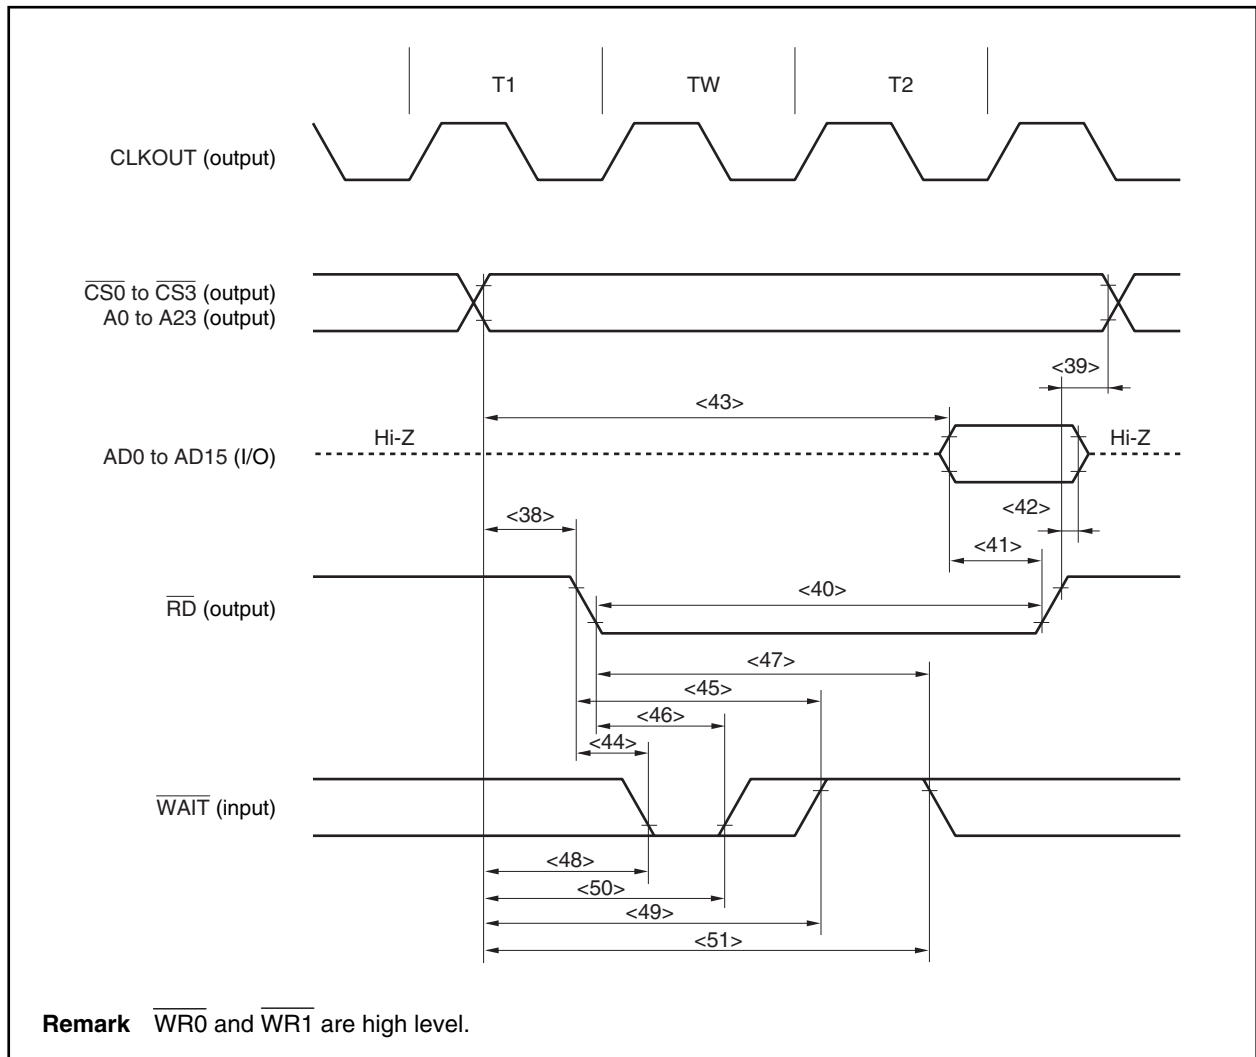 T1 TW T2
CLKOUT (output)
CS0 to CS3 (output)
A0 to A23 (output)
<39>
<43>
Hi-Z
Hi-Z
AD0 to AD15 (I/O)
<42>
<38>
<41>
<40>
RD (output)
<47>
<45>
<46>
<44>
WAIT (input)
<48>
<50>
<49>
<51>
Remark WR0 and WR1 are high level.